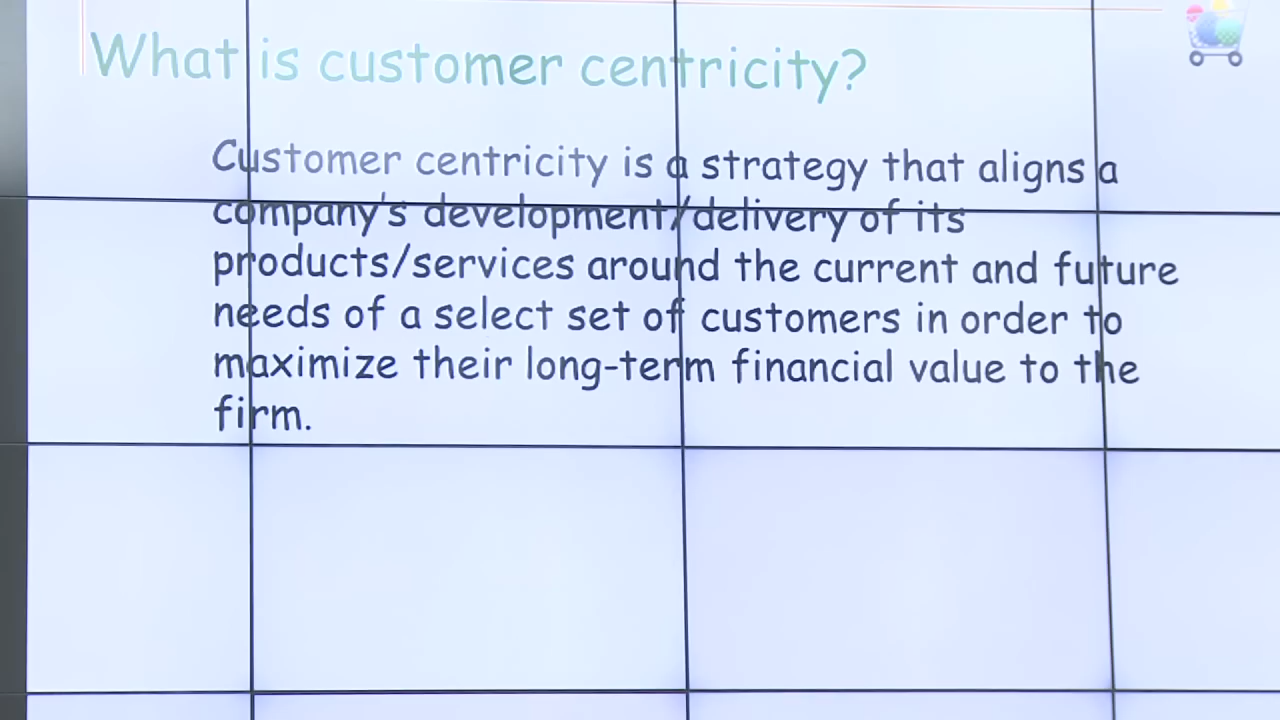 What is customer centricity?
Customer centricity is a strategy that aligns a
company's development/delivery of its
products/services around the current and future
needs of a select set of customers in order to
maximize their long-term financial value to the
firm.